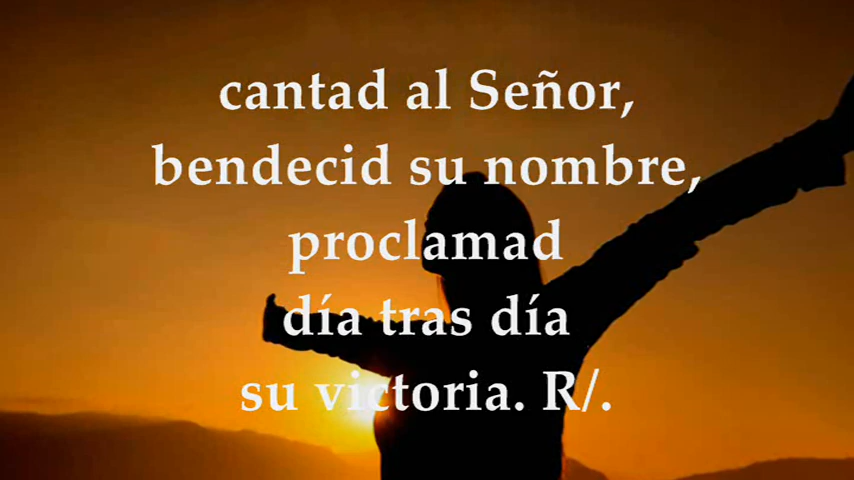 cantad al Señor,
bendecid su nombre,
proclamad
día tras día
su victoria. R/.